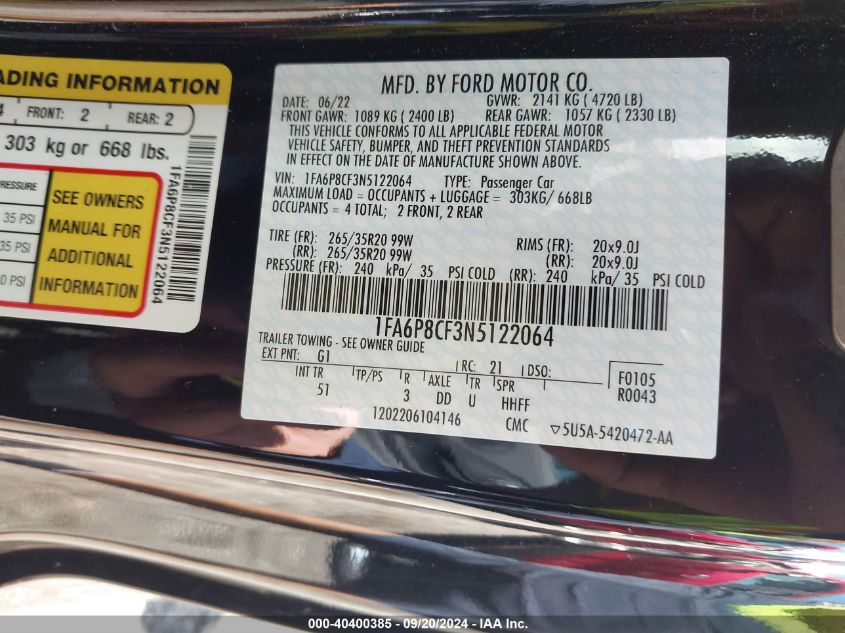 ADING INFORMATION
4 FRONT: 2 REAR: 2
303 kg or 668 lbs.
RESSURE
35 PSI
35 PSI
0 PSI
SEE OWNERS
MANUAL FOR
ADDITIONAL
INFORMATION
1FA6P8CF3N5122064
MFD. BY FORD MOTOR CO.
DATE: 06/22 GVWR: 2141 KG ( 4720 LB)
FRONT GAWR: 1089 KG ( 2400 LB) REAR GAWR: 1057 KG ( 2330 LB)
THIS VEHICLE CONFORMS TO ALL APPLICABLE FEDERAL MOTOR
VEHICLE SAFETY, BUMPER, AND THEFT PREVENTION STANDARDS
IN EFFECT ON THE DATE OF MANUFACTURE SHOWN ABOVE.
VIN: 1FA6P8CF3N5122064 TYPE: Passenger Car
MAXIMUM LOAD = OCCUPANTS + LUGGAGE = 303KG/ 668LB
OCCUPANTS = 4 TOTAL; 2 FRONT, 2 REAR
TIRE (FR): 265/35R20 99W RIMS (FR): 20x9.0J
(RR): 265/35R20 99W (RR): 20x9.0J
PRESSURE (FR): 240 kPa/ 35 PSI COLD (RR): 240 kPa/ 35 PSI COLD
1FA6P8CF3N5122064
TRAILER TOWING - SEE OWNER GUIDE
EXT PNT: G1 RC: 21 DSO: F0105
INT TR TP/PS R AXLE TR SPR R0043
51 3 DD U HHFF
1202206104146 CMC ▽5U5A-5420472-AA
000-40400385 - 09/20/2024 - IAA Inc.